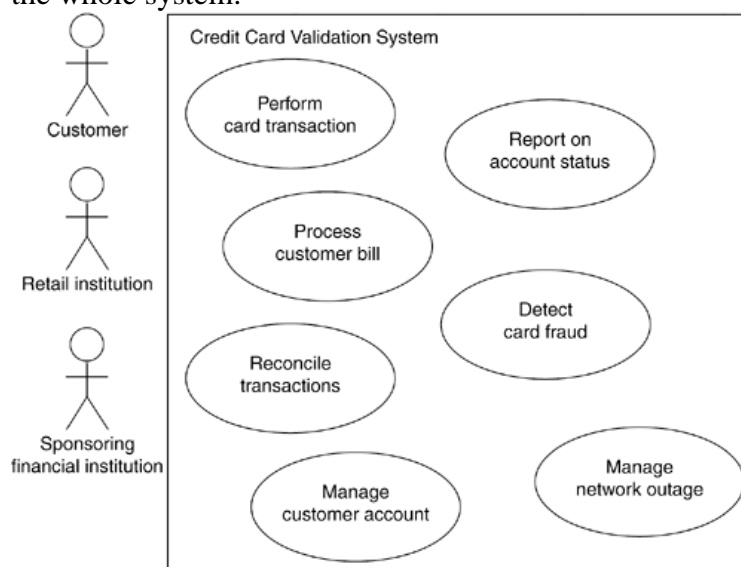 the whole system.
Credit Card Validation System
Customer
Perform
card transaction
Report on
account status
Retail institution
Process
customer bill
Detect
card fraud
Sponsoring
financial institution
Reconcile
transactions
Manage
customer account
Manage
network outage